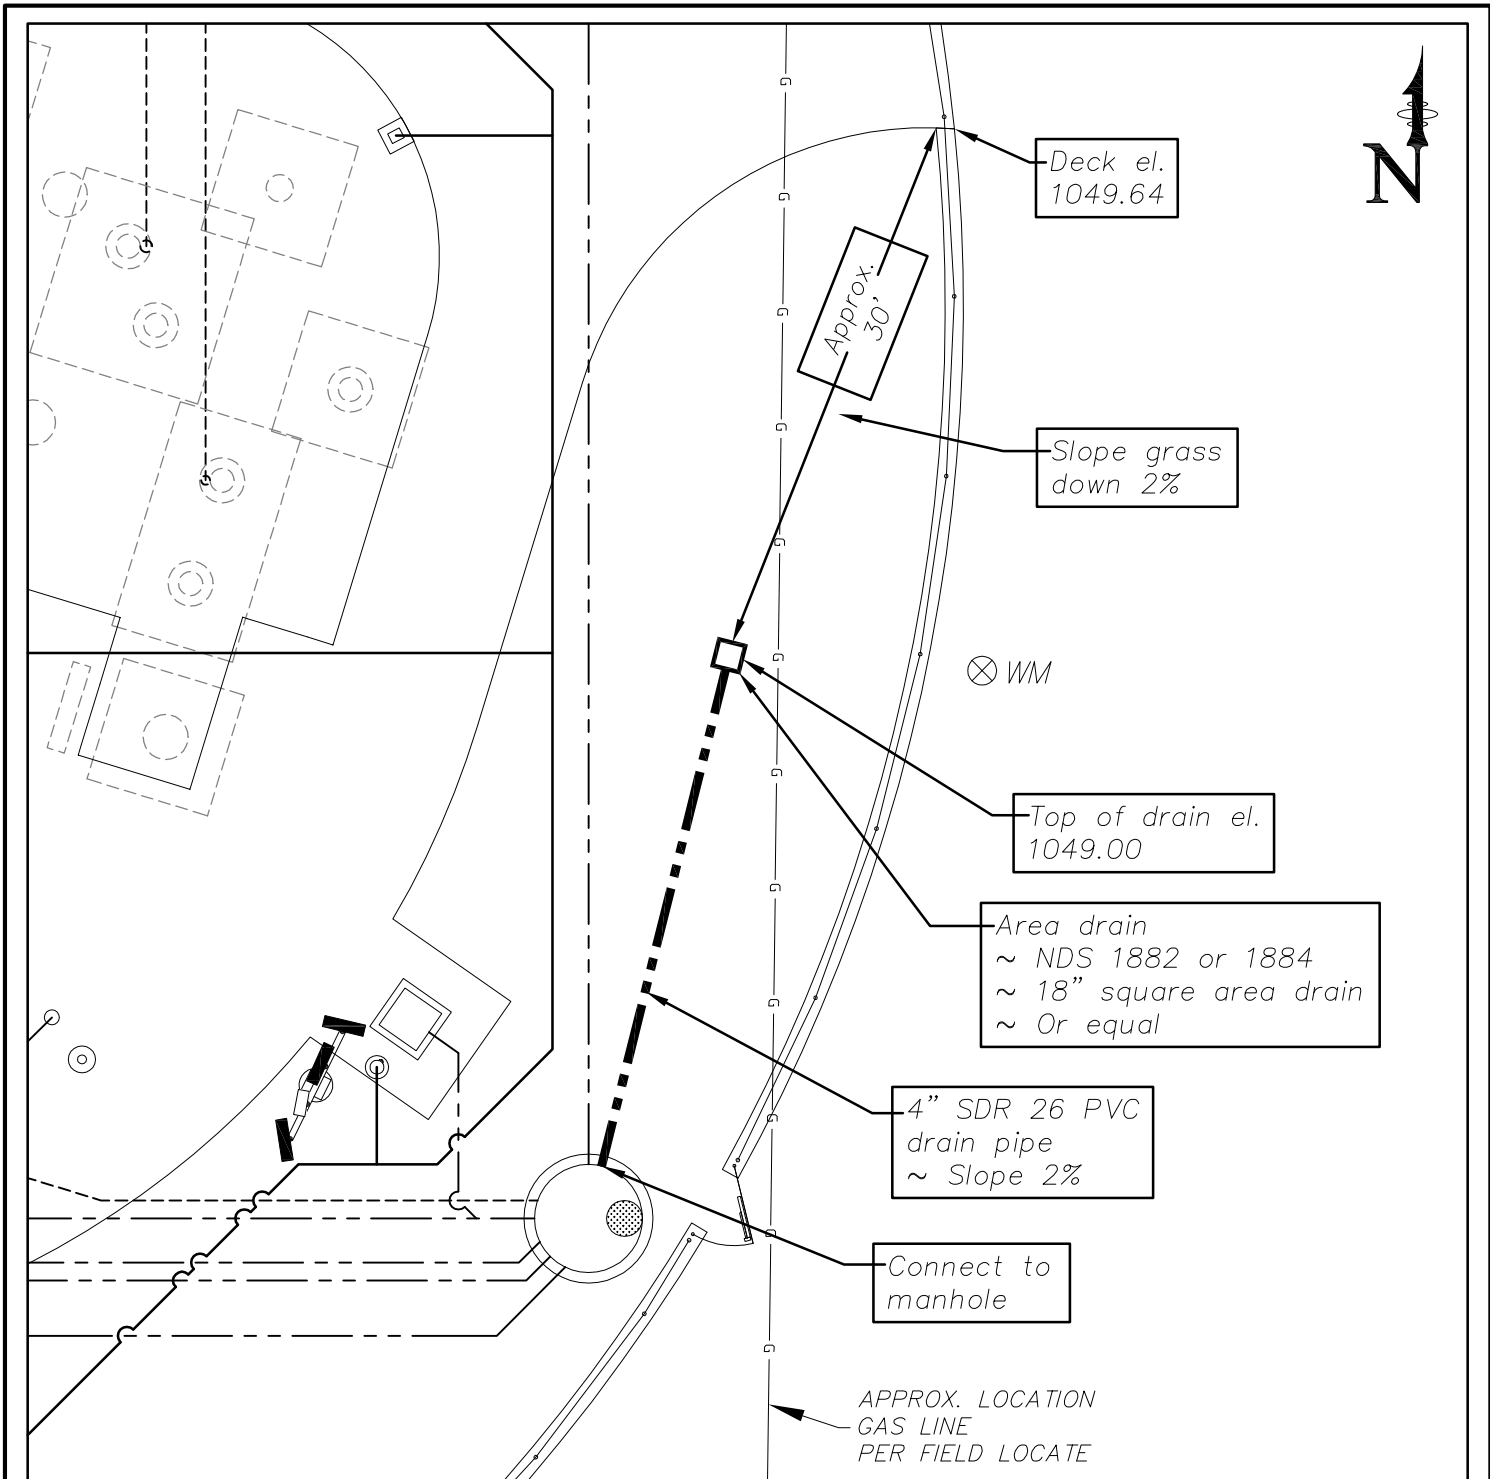 N
Deck el.
1049.64
Approx.
30'
Slope grass
down 2%
WM
Top of drain el.
1049.00
Area drain
~ NDS 1882 or 1884
~ 18" square area drain
~ Or equal
4" SDR 26 PVC
drain pipe
~ Slope 2%
Connect to
manhole
APPROX. LOCATION
GAS LINE
PER FIELD LOCATE
G
G
G
G
G
G
G
G
G
G
G
G